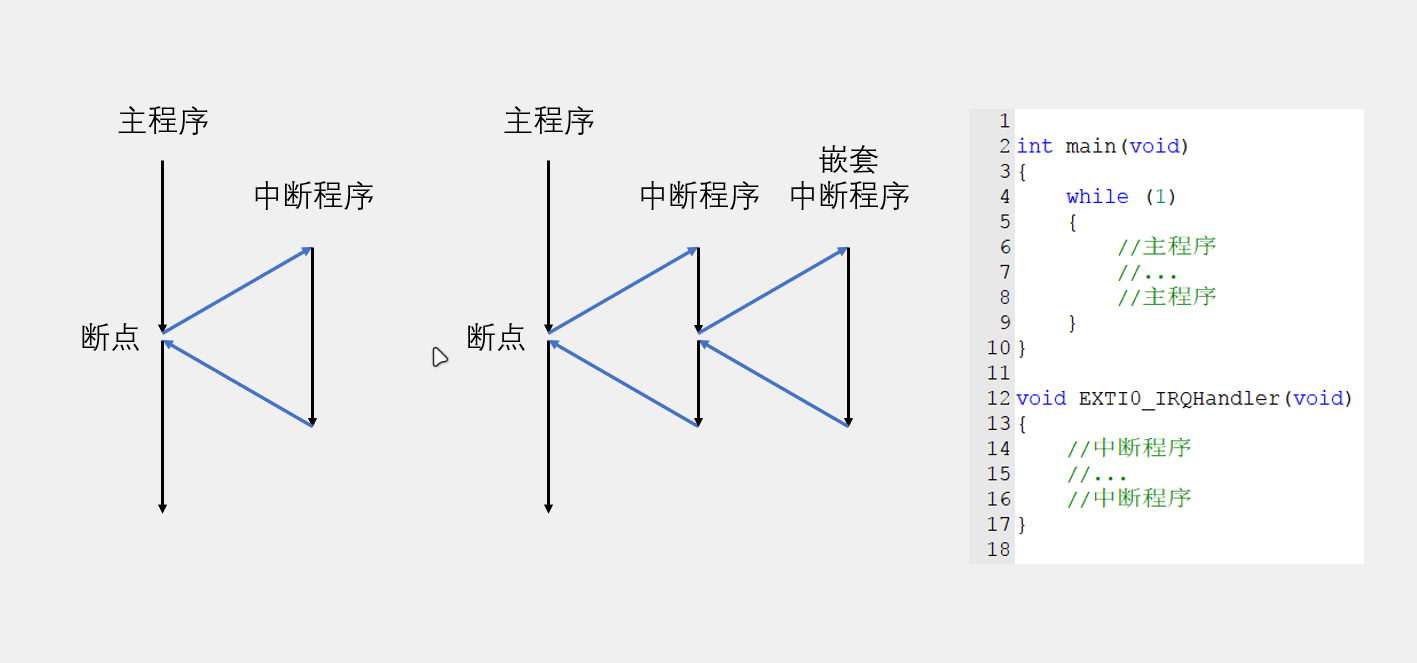 主程序
中断程序
断点
主程序
中断程序
嵌套
中断程序
断点
1
2 int main(void)
3 {
4     while (1)
5     {
6         //主程序
7         //...
8         //主程序
9     }
10 }
11
12 void EXTI0_IRQHandler(void)
13 {
14     //中断程序
15     //...
16     //中断程序
17 }
18